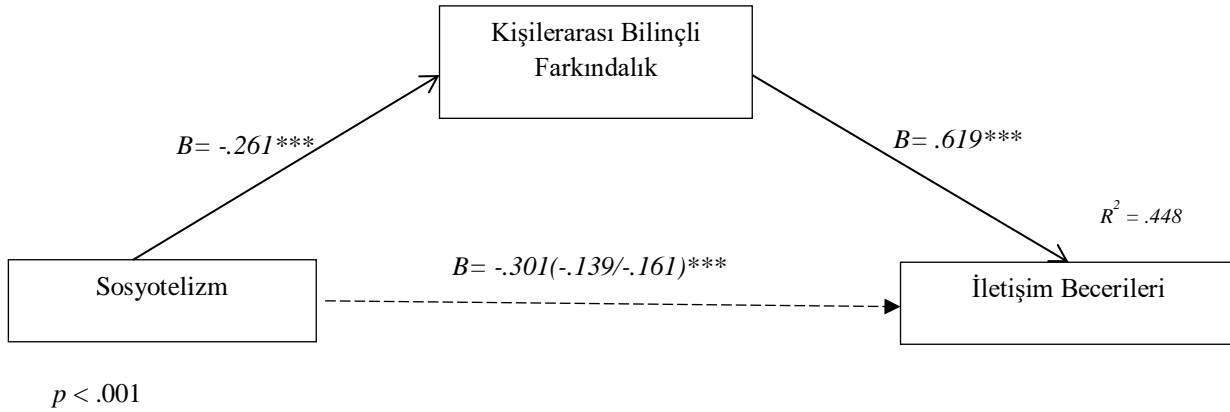 Kişilerarası Bilinçli
Farkındalık
B= -.261***
B= .619***
R² = .448
B= -.301(-.139/-.161)***
Sosyotelizm
İletişim Becerileri
p < .001